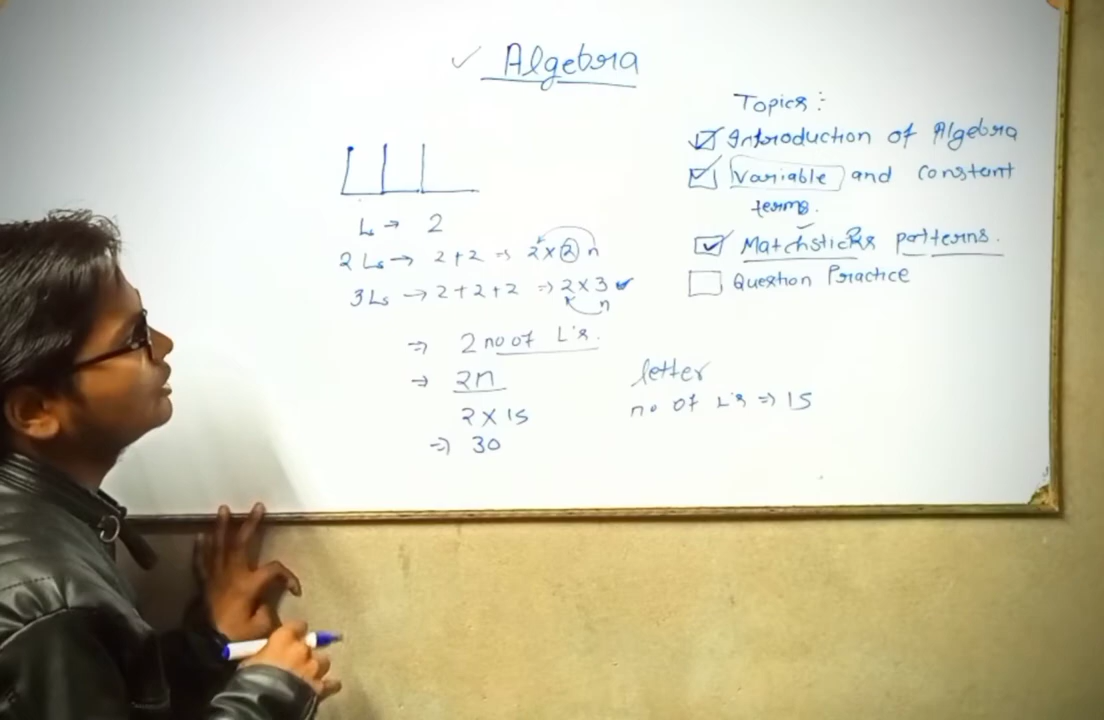 ✓ Algebra
Topics :-
☑ Introduction of Algebra
☑ Variable and constant
terms.
☑ Matchsticks patterns.
☐ Question Practice
L → 2
2 Ls → 2+2 ⇒ 2×2 n
3 Ls → 2+2+2 ⇒ 2×3
n
⇒ 2 no of L's.
⇒ 2n
2×15
⇒ 30
letter
no of L's ⇒ 15